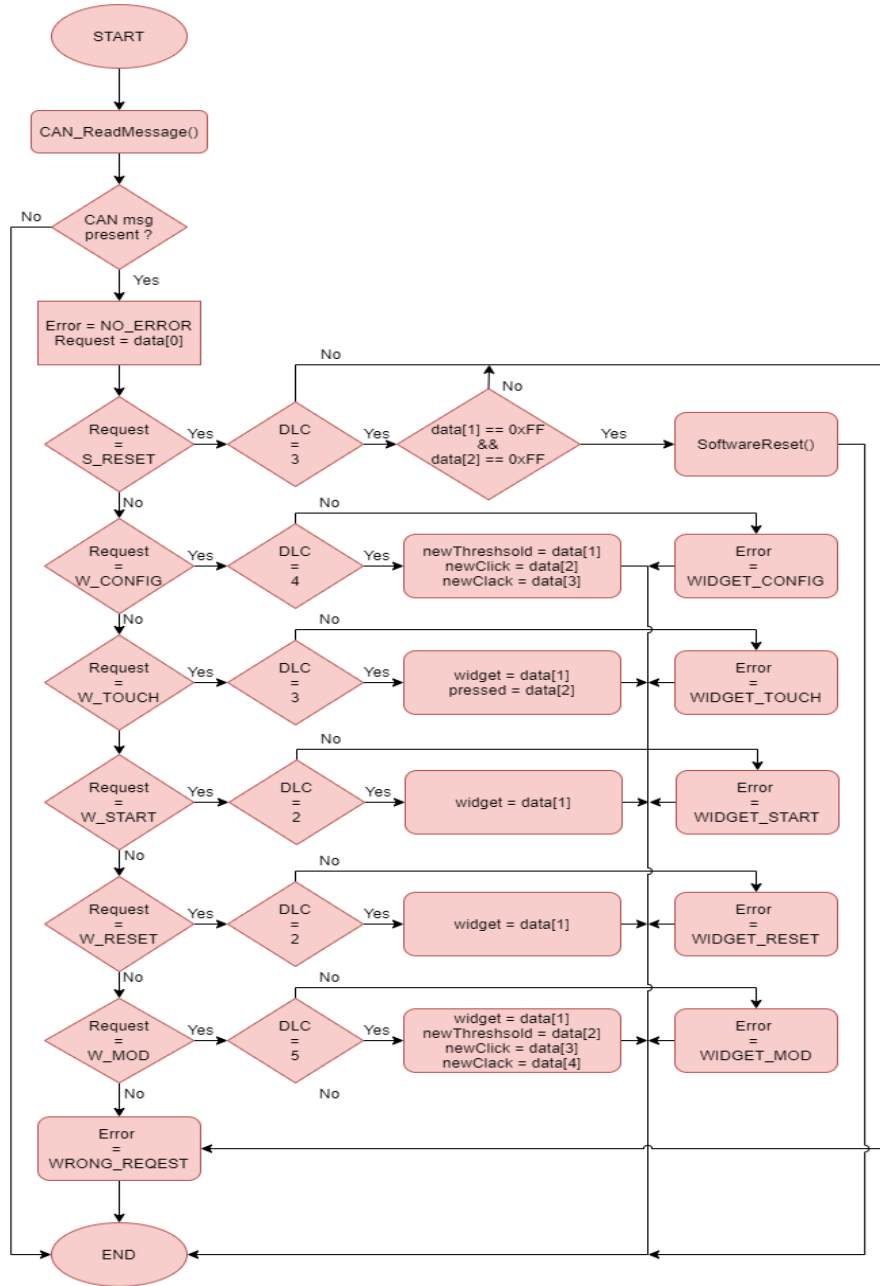 START
CAN_ReadMessage()
No
CAN msg
present ?
Yes
Error = NO_ERROR
Request = data[0]
No
No
Request
=
S_RESET
Yes
DLC
=
3
Yes
data[1] == 0xFF
&&
data[2] == 0xFF
Yes
SoftwareReset()
No
No
Request
=
W_CONFIG
Yes
DLC
=
4
Yes
newThreshsold = data[1]
newClick = data[2]
newClack = data[3]
Error
=
WIDGET_CONFIG
No
No
Request
=
W_TOUCH
Yes
DLC
=
3
Yes
widget = data[1]
pressed = data[2]
Error
=
WIDGET_TOUCH
No
No
Request
=
W_START
Yes
DLC
=
2
Yes
widget = data[1]
Error
=
WIDGET_START
No
No
Request
=
W_RESET
Yes
DLC
=
2
Yes
widget = data[1]
Error
=
WIDGET_RESET
No
No
Request
=
W_MOD
Yes
DLC
=
5
Yes
widget = data[1]
newThreshsold = data[2]
newClick = data[3]
newClack = data[4]
Error
=
WIDGET_MOD
No
No
Error
=
WRONG_REQEST
END